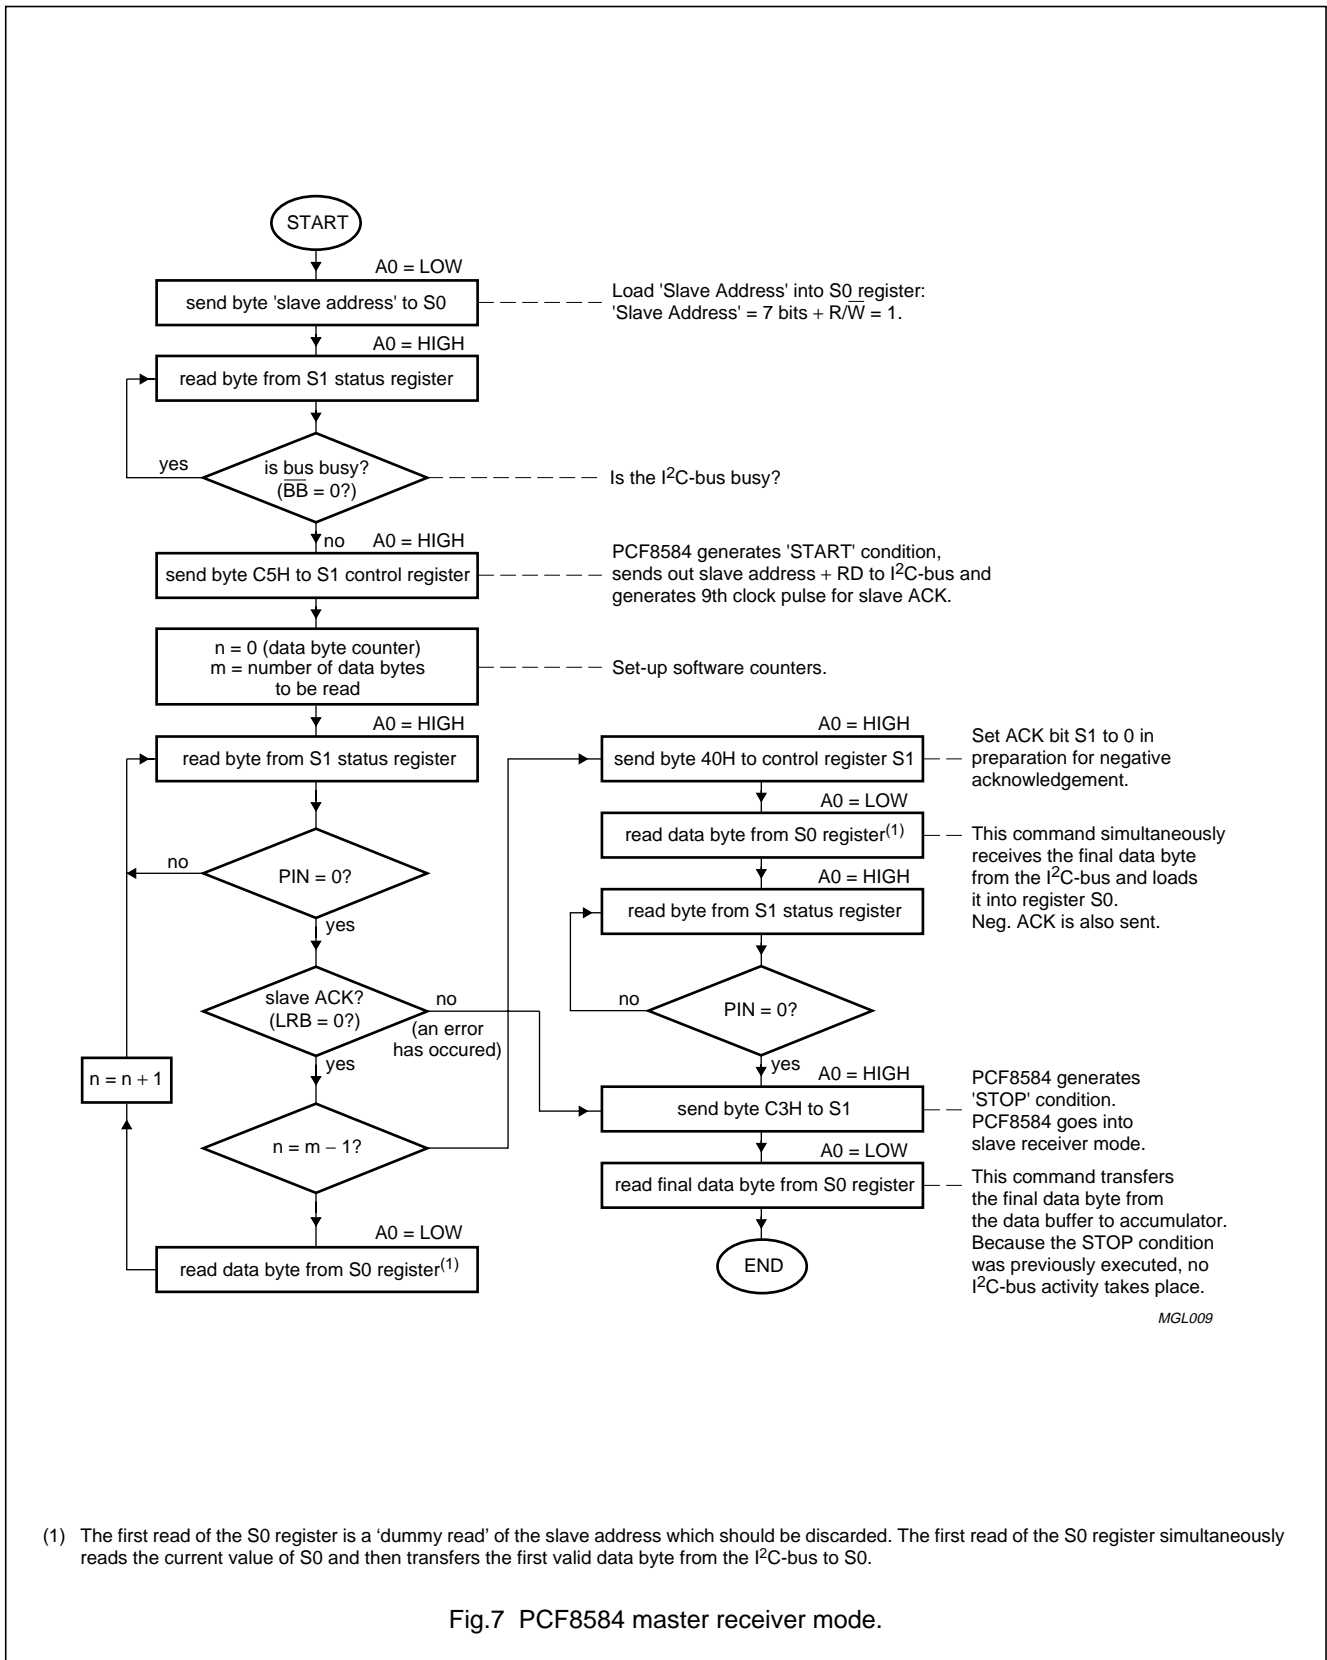 START
A0 = LOW
send byte 'slave address' to S0
Load 'Slave Address' into S0 register:
'Slave Address' = 7 bits + R/W̅ = 1.
A0 = HIGH
read byte from S1 status register
yes
is bus busy?
(B̅B̅ = 0?)
Is the I²C-bus busy?
no
A0 = HIGH
send byte C5H to S1 control register
PCF8584 generates 'START' condition,
sends out slave address + RD to I²C-bus and
generates 9th clock pulse for slave ACK.
n = 0 (data byte counter)
m = number of data bytes
to be read
Set-up software counters.
A0 = HIGH
read byte from S1 status register
no
PIN = 0?
yes
slave ACK?
(LRB = 0?)
no
(an error
has occured)
yes
n = n + 1
n = m − 1?
A0 = LOW
read data byte from S0 register(1)
A0 = HIGH
send byte 40H to control register S1
Set ACK bit S1 to 0 in
preparation for negative
acknowledgement.
A0 = LOW
read data byte from S0 register(1)
This command simultaneously
receives the final data byte
from the I²C-bus and loads
it into register S0.
Neg. ACK is also sent.
A0 = HIGH
read byte from S1 status register
no
PIN = 0?
yes
A0 = HIGH
send byte C3H to S1
PCF8584 generates
'STOP' condition.
PCF8584 goes into
slave receiver mode.
A0 = LOW
read final data byte from S0 register
This command transfers
the final data byte from
the data buffer to accumulator.
Because the STOP condition
was previously executed, no
I²C-bus activity takes place.
END
MGL009
(1) The first read of the S0 register is a ‘dummy read’ of the slave address which should be discarded. The first read of the S0 register simultaneously
reads the current value of S0 and then transfers the first valid data byte from the I²C-bus to S0.
Fig.7 PCF8584 master receiver mode.